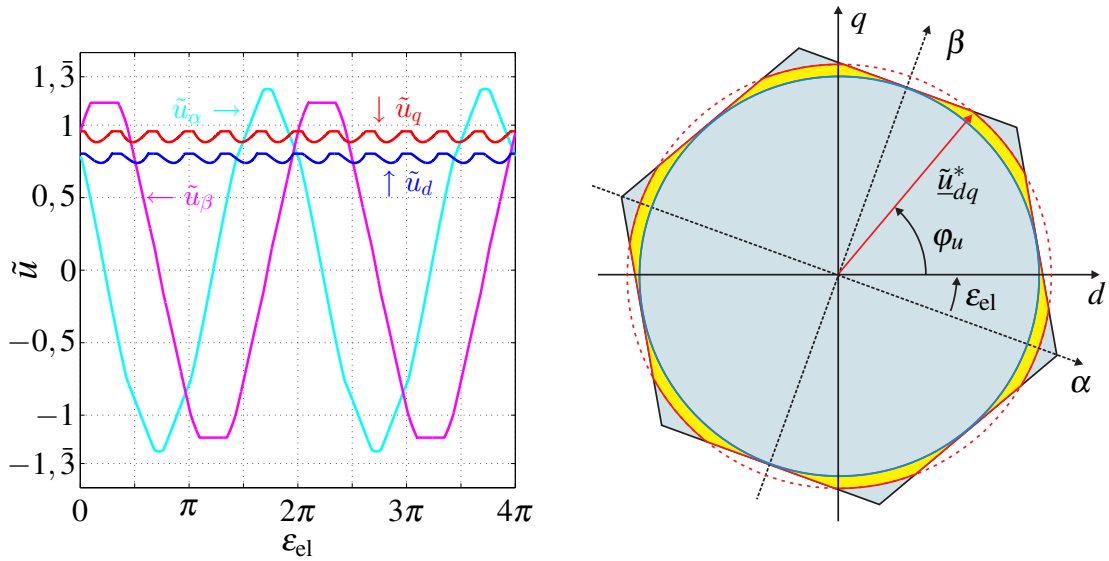 1,3̄
1
0,5
0
−0,5
−1
−1,3̄
ũ
ũ_α →
↓ ũ_q
← ũ_β
↑ ũ_d
0
π
2π
3π
4π
ε_el
q
β
ũ*_dq
φ_u
ε_el
d
α